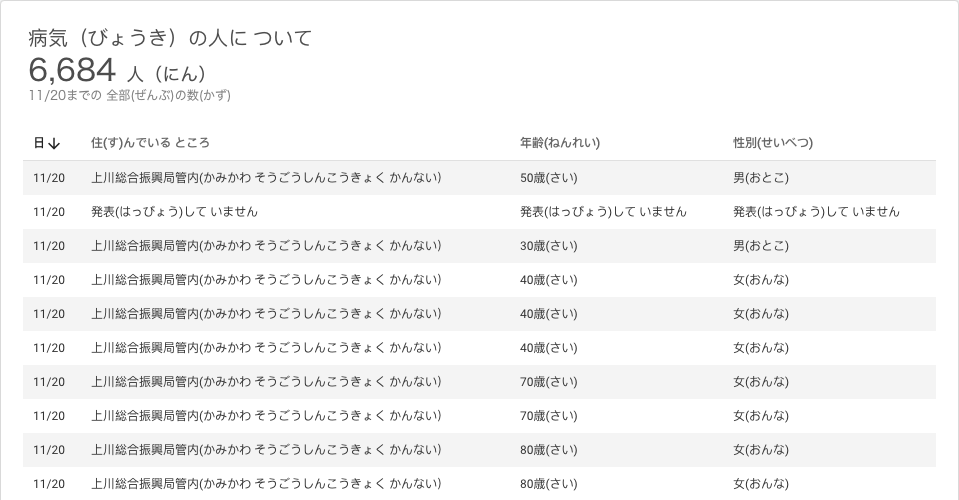 病気（びょうき）の人に ついて
6,684 人（にん）
11/20までの 全部(ぜんぶ)の数(かず)
日↓ 住(す)んでいる ところ 年齢(ねんれい) 性別(せいべつ)
11/20 上川総合振興局管内(かみかわ そうごうしんこうきょく かんない) 50歳(さい) 男(おとこ)
11/20 発表(はっぴょう)して いません 発表(はっぴょう)して いません 発表(はっぴょう)して いません
11/20 上川総合振興局管内(かみかわ そうごうしんこうきょく かんない) 30歳(さい) 男(おとこ)
11/20 上川総合振興局管内(かみかわ そうごうしんこうきょく かんない) 40歳(さい) 女(おんな)
11/20 上川総合振興局管内(かみかわ そうごうしんこうきょく かんない) 40歳(さい) 女(おんな)
11/20 上川総合振興局管内(かみかわ そうごうしんこうきょく かんない) 40歳(さい) 女(おんな)
11/20 上川総合振興局管内(かみかわ そうごうしんこうきょく かんない) 70歳(さい) 女(おんな)
11/20 上川総合振興局管内(かみかわ そうごうしんこうきょく かんない) 70歳(さい) 女(おんな)
11/20 上川総合振興局管内(かみかわ そうごうしんこうきょく かんない) 80歳(さい) 女(おんな)
11/20 上川総合振興局管内(かみかわ そうごうしんこうきょく かんない) 80歳(さい) 女(おんな)